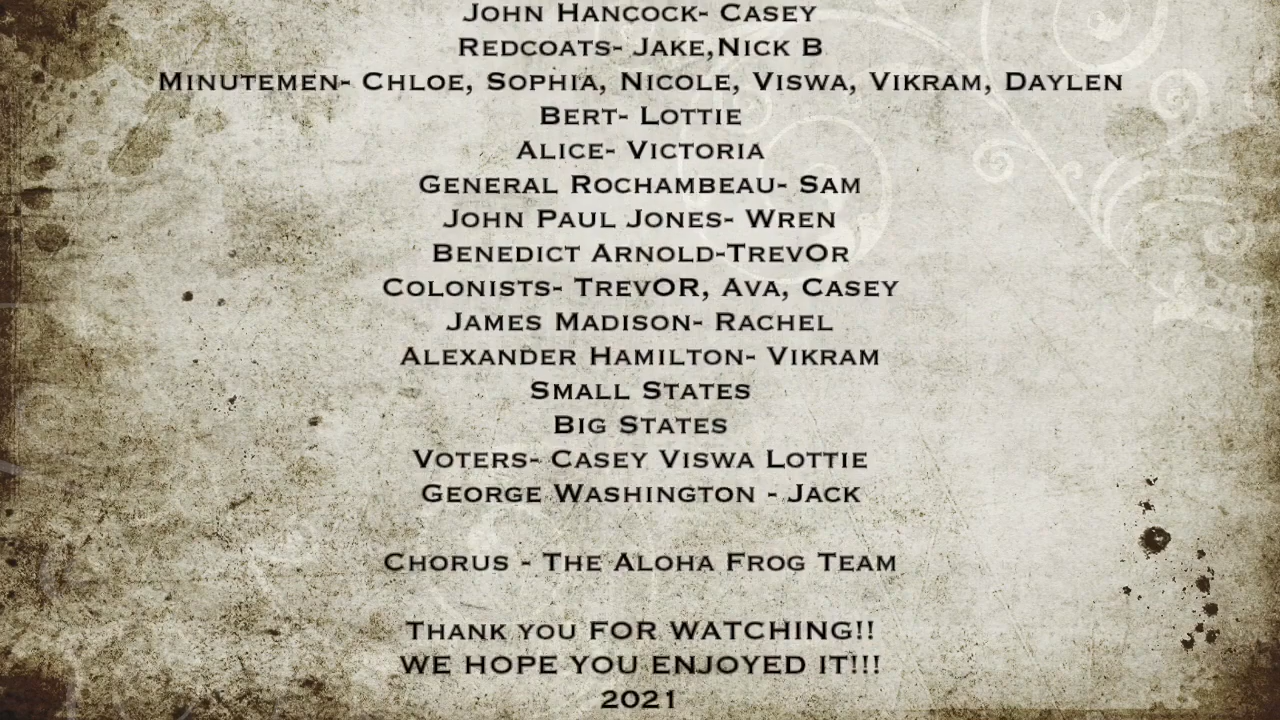 John Hancock- Casey
Redcoats- Jake,Nick B
Minutemen- Chloe, Sophia, Nicole, Viswa, Vikram, Daylen
Bert- Lottie
Alice- Victoria
General Rochambeau- Sam
John Paul Jones- Wren
Benedict Arnold-TrevOr
Colonists- TrevOR, Ava, Casey
James Madison- Rachel
Alexander Hamilton- Vikram
Small States
Big States
Voters- Casey Viswa Lottie
George Washington - Jack
Chorus - The Aloha Frog Team
Thank you FOR WATCHING!!
WE HOPE YOU ENJOYED IT!!!
2021